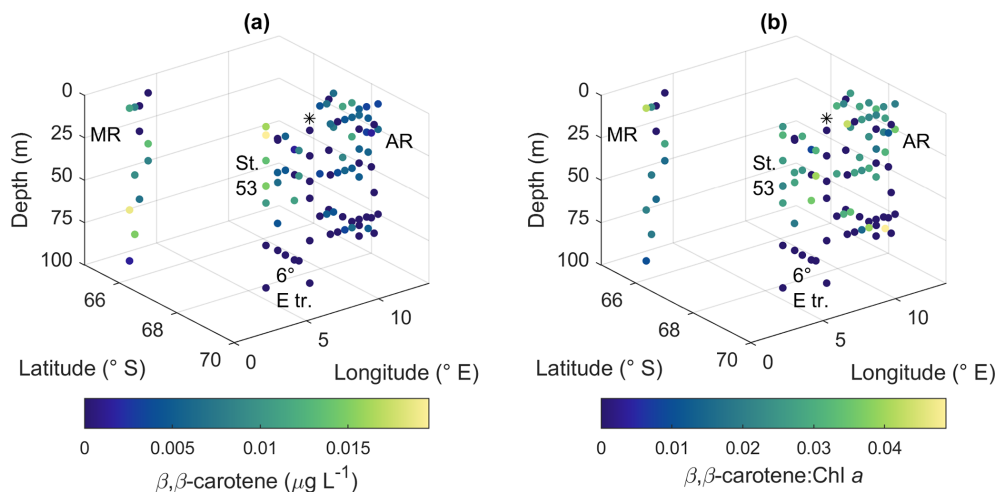 (a)
0
25
50
75
100
Depth (m)
MR
St.
53
AR
*
6°
E tr.
66
68
70
0
5
10
Latitude (° S)
Longitude (° E)
0
0.005
0.01
0.015
β,β-carotene (μg L⁻¹)
(b)
0
25
50
75
100
Depth (m)
MR
St.
53
AR
*
6°
E tr.
66
68
70
0
5
10
Latitude (° S)
Longitude (° E)
0
0.01
0.02
0.03
0.04
β,β-carotene:Chl a